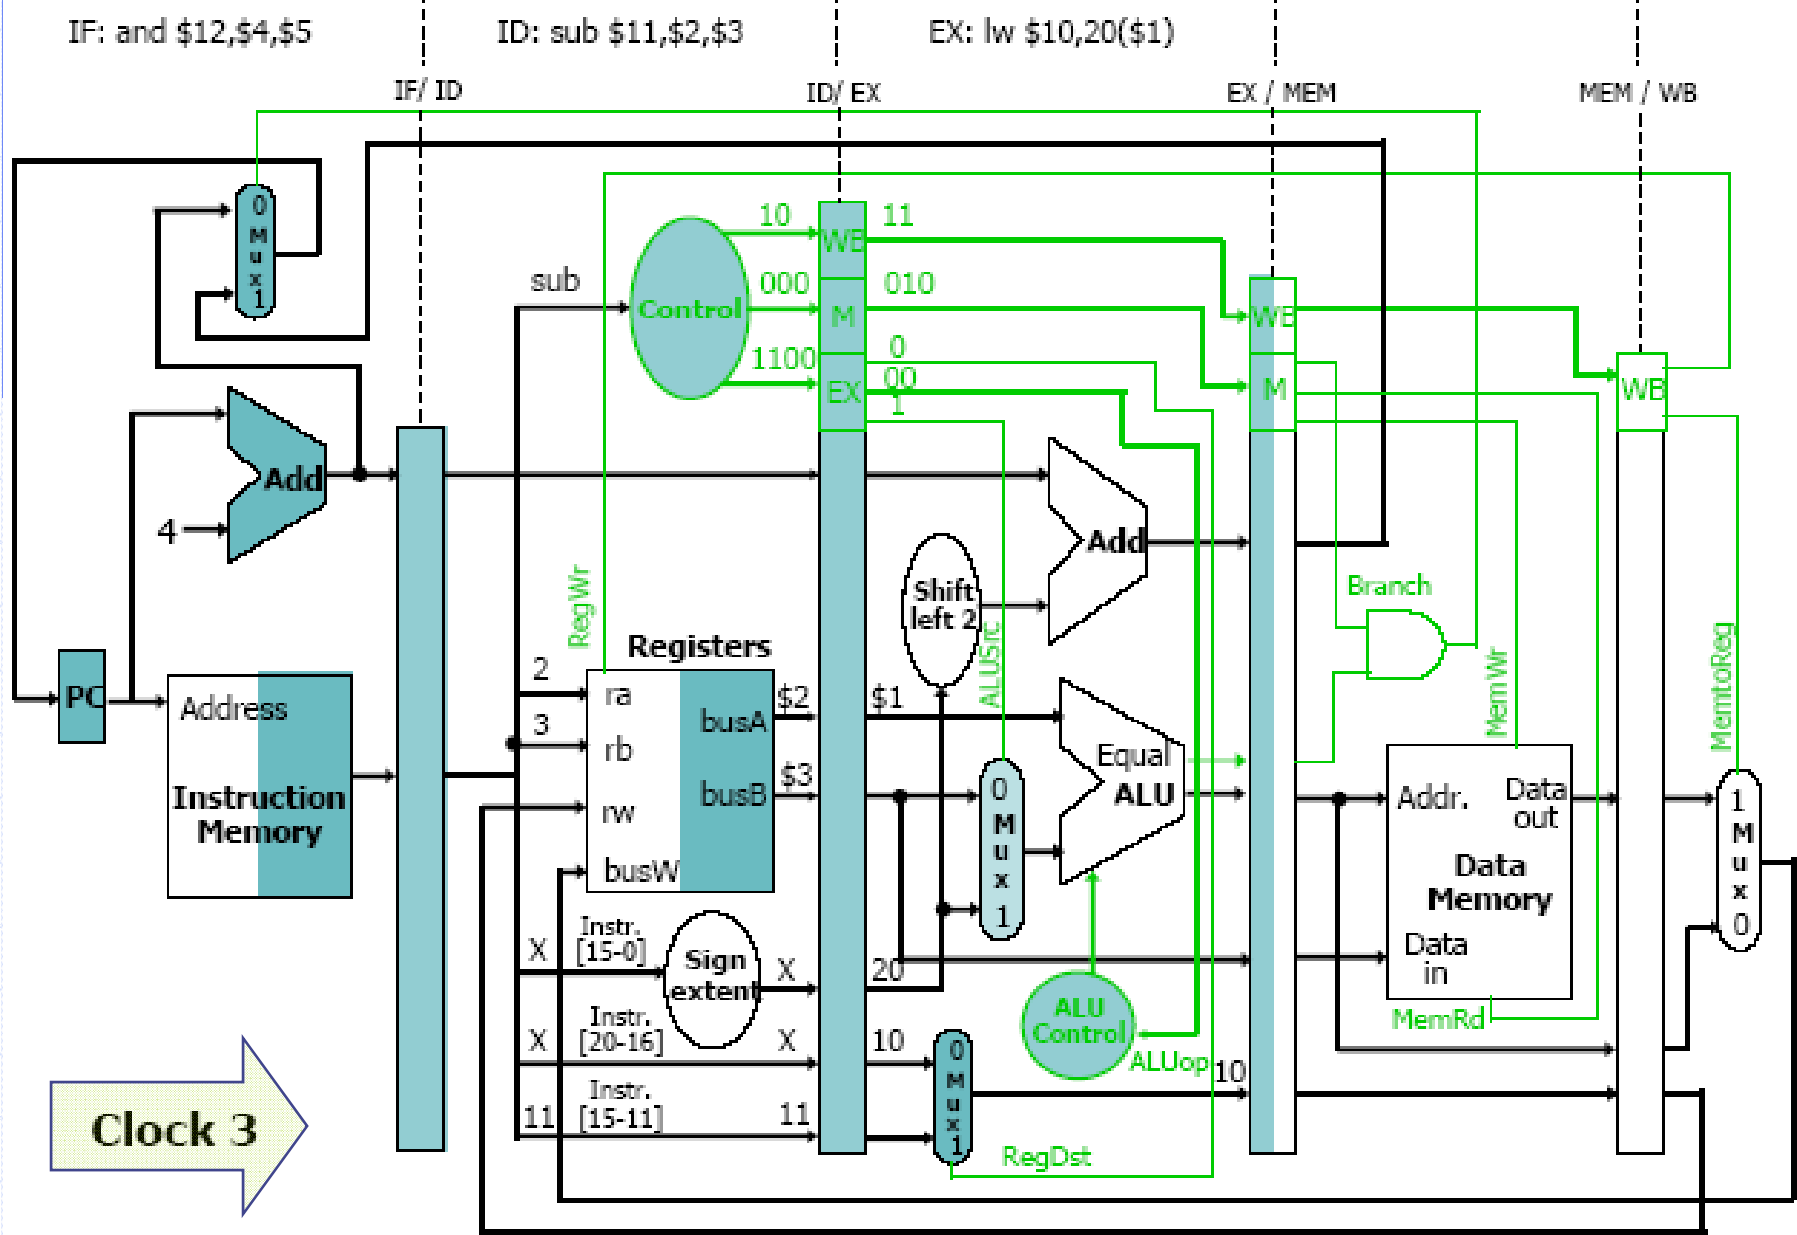 IF: and $12,$4,$5
ID: sub $11,$2,$3
EX: lw $10,20($1)
IF/ ID
ID/ EX
EX / MEM
MEM / WB
0
M
u
x
1
10
WB
11
sub
Control
000
M
010
1100
EX
0
00
1
WB
M
WB
Add
4
Add
Shift
left 2
Branch
RegWr
ALUSrc
MemWr
MemtoReg
PC
Address
Instruction
Memory
Registers
2
ra
3
rb
rw
busW
busA
busB
$2
$3
$1
Equal
ALU
0
M
u
x
1
Addr.
Data
out
Data
Memory
Data
in
MemRd
1
M
u
x
0
X
Instr.
[15-0]
Sign
extent
X
20
ALU
Control
ALUop
X
Instr.
[20-16]
X
10
0
M
u
x
1
10
11
Instr.
[15-11]
11
RegDst
Clock 3